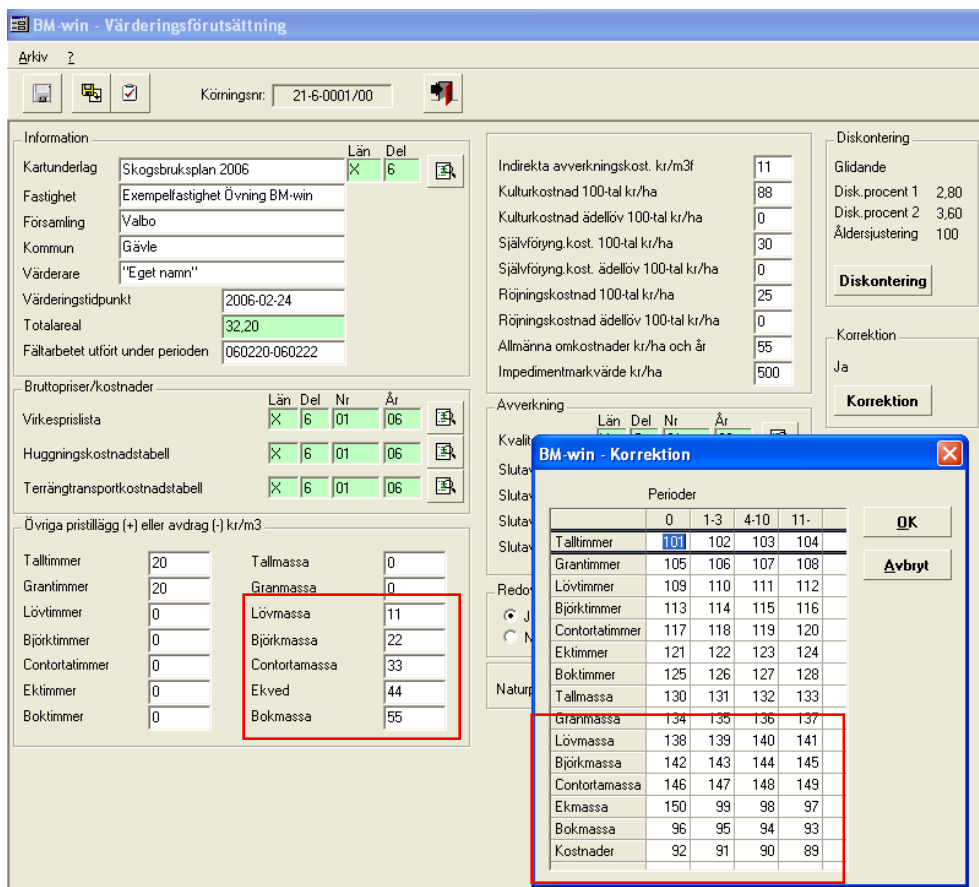 BM-win - Värderingsförutsättning
Arkiv ?
Körningsnr: 21-6-0001/00
Information
Län Del
Kartunderlag Skogsbruksplan 2006 X 6
Fastighet Exempelfastighet Övning BM-win
Församling Valbo
Kommun Gävle
Värderare "Eget namn"
Värderingstidpunkt 2006-02-24
Totalareal 32,20
Fältarbetet utfört under perioden 060220-060222
Bruttopriser/kostnader
Län Del Nr År
Virkesprislista X 6 01 06
Huggningskostnadstabell X 6 01 06
Terrängtransportkostnadstabell X 6 01 06
Övriga pristillägg (+) eller avdrag (-) kr/m3
Talltimmer 20 Tallmassa 0
Grantimmer 20 Granmassa 0
Lövtimmer 0 Lövmassa 11
Björktimmer 0 Björkmassa 22
Contortatimmer 0 Contortamassa 33
Ektimmer 0 Ekved 44
Boktimmer 0 Bokmassa 55
Indirekta avverkningskost. kr/m3f 11
Kulturkostnad 100-tal kr/ha 88
Kulturkostnad ädellöv 100-tal kr/ha 0
Självföryng.kost. 100-tal kr/ha 30
Självföryng.kost. ädellöv 100-tal kr/ha 0
Röjningskostnad 100-tal kr/ha 25
Röjningskostnad ädellöv 100-tal kr/ha 0
Allmänna omkostnader kr/ha och år 55
Impedimentmarkvärde kr/ha 500
Avverkning
Län Del Nr År
Kvalit
Slutav
Slutav
Slutav
Slutav
Redov
J
N
Naturp
Diskontering
Glidande
Disk.procent 1 2,80
Disk.procent 2 3,60
Åldersjustering 100
Diskontering
Korrektion
Ja
Korrektion
BM-win - Korrektion
Perioder
0 1-3 4-10 11-
Talltimmer 101 102 103 104
Grantimmer 105 106 107 108
Lövtimmer 109 110 111 112
Björktimmer 113 114 115 116
Contortatimmer 117 118 119 120
Ektimmer 121 122 123 124
Boktimmer 125 126 127 128
Tallmassa 130 131 132 133
Granmassa 134 135 136 137
Lövmassa 138 139 140 141
Björkmassa 142 143 144 145
Contortamassa 146 147 148 149
Ekmassa 150 99 98 97
Bokmassa 96 95 94 93
Kostnader 92 91 90 89
OK
Avbryt